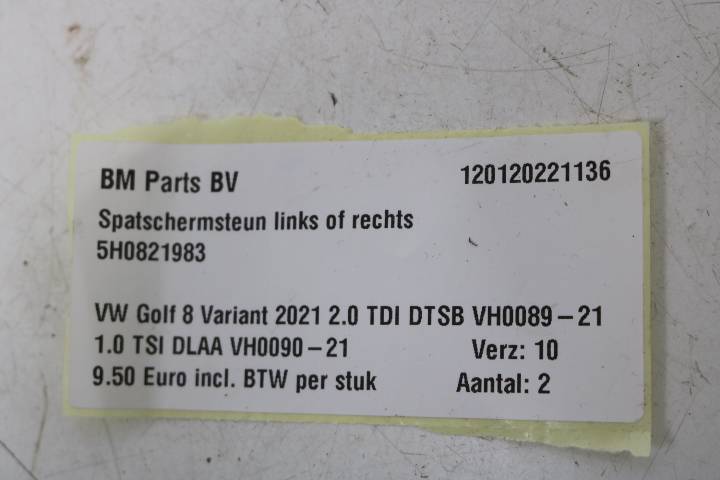 BM Parts BV 120120221136
Spatschermsteun links of rechts
5H0821983
VW Golf 8 Variant 2021 2.0 TDI DTSB VH0089-21
1.0 TSI DLAA VH0090-21 Verz: 10
9.50 Euro incl. BTW per stuk Aantal: 2